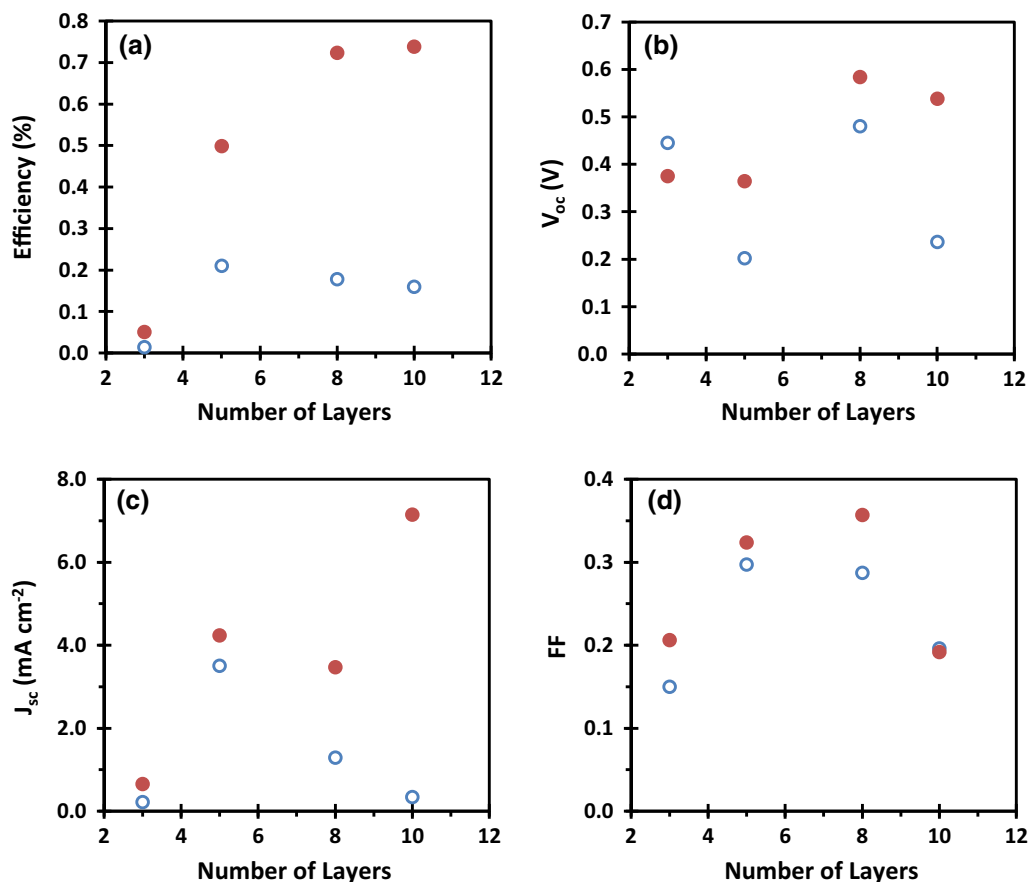 (a)
Efficiency (%)
0.8
0.7
0.6
0.5
0.4
0.3
0.2
0.1
0.0
2 4 6 8 10 12
Number of Layers
(b)
V_oc (V)
0.7
0.6
0.5
0.4
0.3
0.2
0.1
0.0
2 4 6 8 10 12
Number of Layers
(c)
J_sc (mA cm⁻²)
8.0
6.0
4.0
2.0
0.0
2 4 6 8 10 12
Number of Layers
(d)
FF
0.4
0.3
0.2
0.1
0.0
2 4 6 8 10 12
Number of Layers